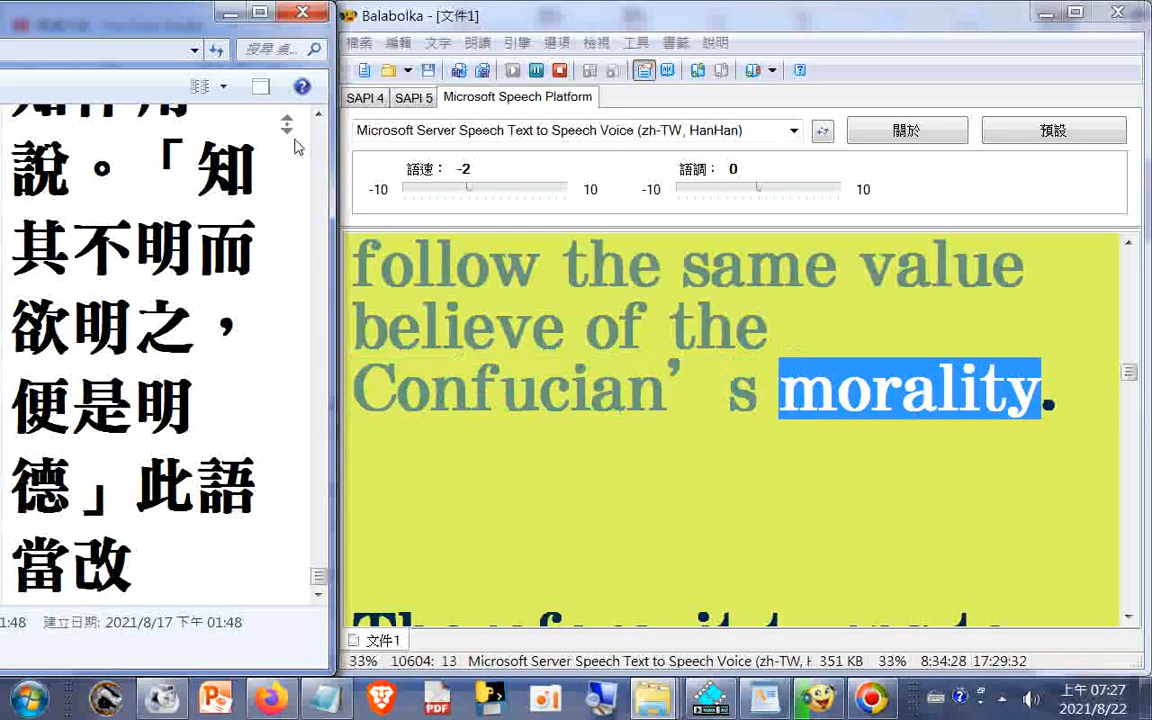 說。「知
其不明而
欲明之，
便是明
德」此語
當改
:48 建立日期: 2021/8/17 下午 01:48
搜尋 桌...
Balabolka - [文件1]
檔案 編輯 文字 朗讀 引擎 選項 檢視 工具 書籤 說明
SAPI 4 SAPI 5 Microsoft Speech Platform
Microsoft Server Speech Text to Speech Voice (zh-TW, HanHan) 關於 預設
語速： -2 語調： 0
-10 10 -10 10
follow the same value
believe of the
Confucian’s morality.
文件1
33% 10604: 13 Microsoft Server Speech Text to Speech Voice (zh-TW, H 351 KB 33% 8:34:28 17:29:32
PDF
上午 07:27
2021/8/22